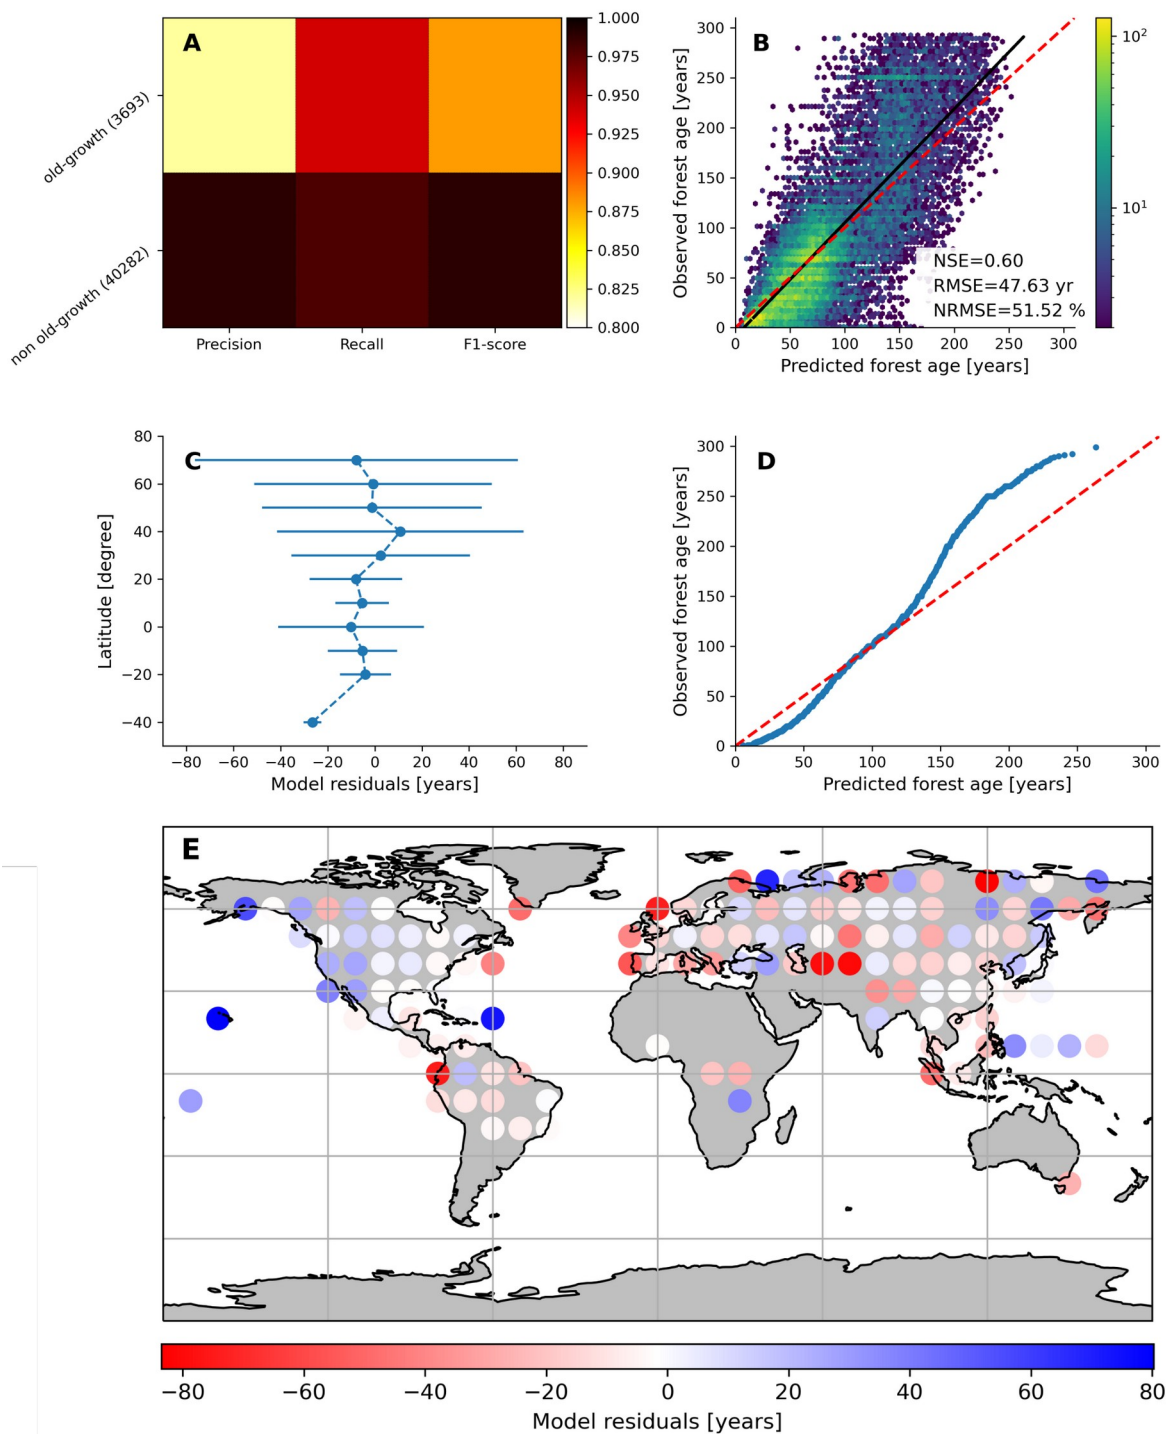 A
old-growth (3693)
non old-growth (40282)
Precision
Recall
F1-score
1.000
0.975
0.950
0.925
0.900
0.875
0.850
0.825
0.800
B
Observed forest age [years]
300
250
200
150
100
50
0
NSE=0.60
RMSE=47.63 yr
NRMSE=51.52 %
0 50 100 150 200 250 300
Predicted forest age [years]
10²
10¹
C
Latitude [degree]
80
60
40
20
0
−20
−40
−80 −60 −40 −20 0 20 40 60 80
Model residuals [years]
D
Observed forest age [years]
300
250
200
150
100
50
0
0 50 100 150 200 250 300
Predicted forest age [years]
E
−80 −60 −40 −20 0 20 40 60 80
Model residuals [years]